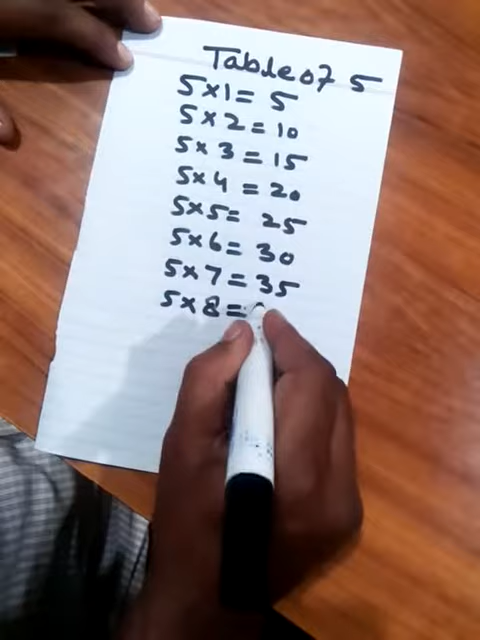 Table of 5
5x1= 5
5x2=10
5x3=15
5x4=20
5x5=25
5x6=30
5x7=35
5x8=